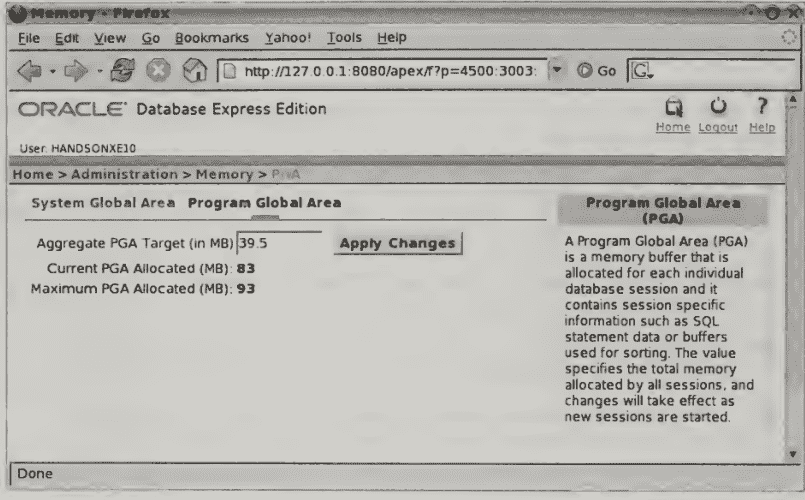 Memory - Firefox
File Edit View Go Bookmarks Yahoo! Tools Help
http://127.0.0.1:8080/apex/f?p=4500:3003: Go G
ORACLE Database Express Edition
Home Logout Help
User: HANDSONXE10
Home > Administration > Memory > PGA
System Global Area Program Global Area
Aggregate PGA Target (in MB) 39.5 Apply Changes
Current PGA Allocated (MB): 83
Maximum PGA Allocated (MB): 93
Program Global Area
(PGA)
A Program Global Area (PGA)
is a memory buffer that is
allocated for each individual
database session and it
contains session specific
information such as SQL
statement data or buffers
used for sorting. The value
specifies the total memory
allocated by all sessions, and
changes will take effect as
new sessions are started.
Done